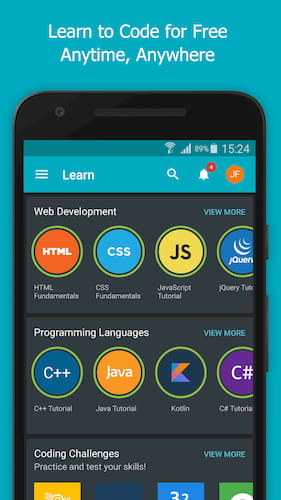 Learn to Code for Free
Anytime, Anywhere
89% 15:24
Learn
4
JF
Web Development VIEW MORE
HTML CSS JS jQuery
HTML Fundamentals
CSS Fundamentals
JavaScript Tutorial
jQuery Tuto
Programming Languages VIEW MORE
C++ Java C#
C++ Tutorial
Java Tutorial
Kotlin
C# Tutorial
Coding Challenges VIEW MORE
Practice and test your skills!
32